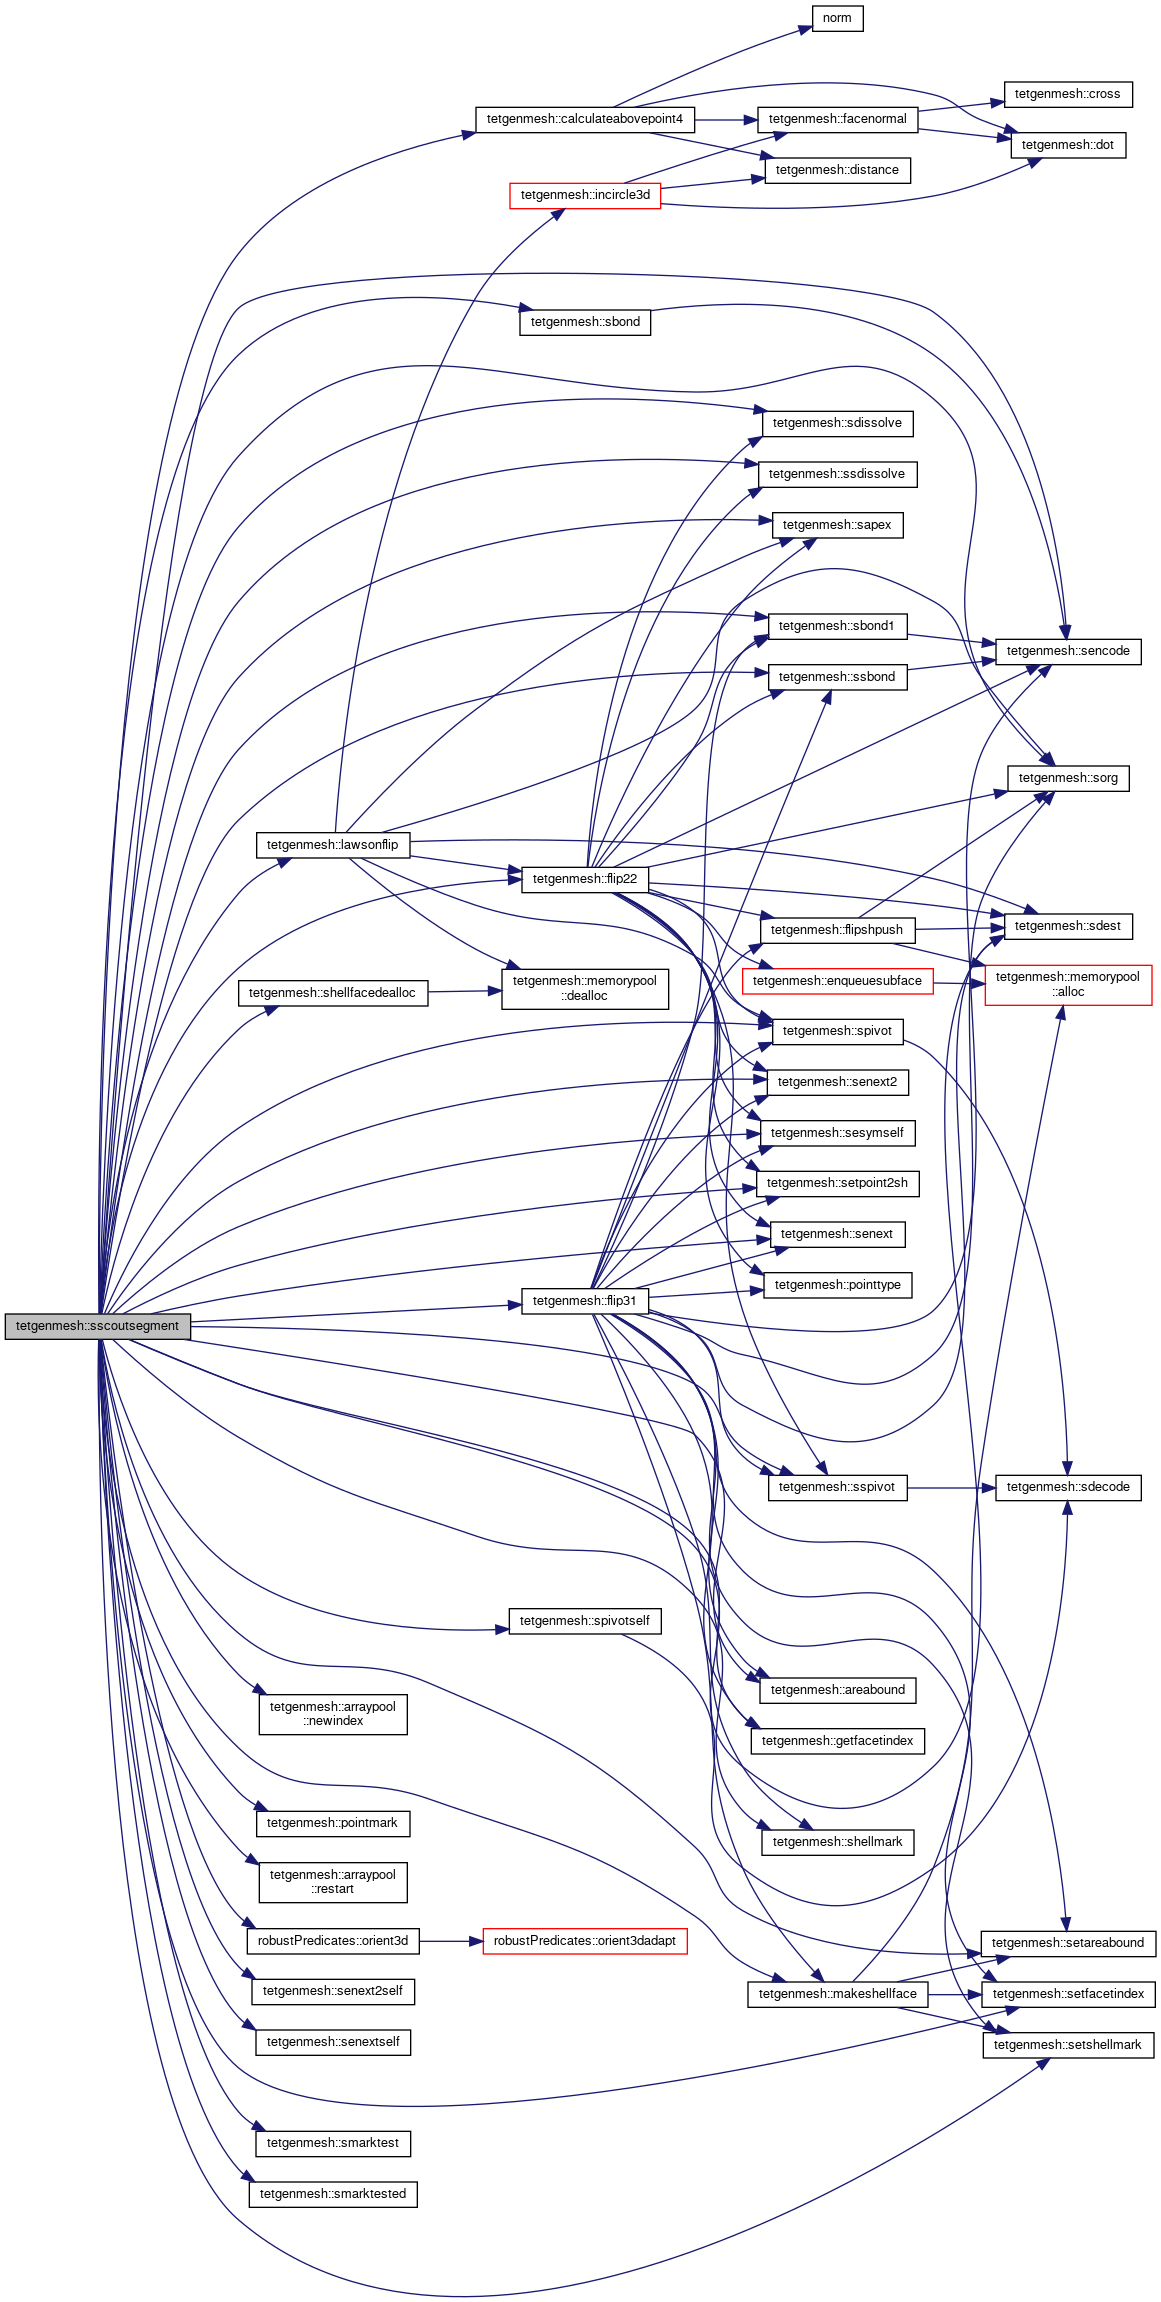 norm
tetgenmesh::cross
tetgenmesh::calculateabovepoint4
tetgenmesh::facenormal
tetgenmesh::dot
tetgenmesh::distance
tetgenmesh::incircle3d
tetgenmesh::sbond
tetgenmesh::sdissolve
tetgenmesh::ssdissolve
tetgenmesh::sapex
tetgenmesh::sbond1
tetgenmesh::sencode
tetgenmesh::ssbond
tetgenmesh::sorg
tetgenmesh::lawsonflip
tetgenmesh::flip22
tetgenmesh::sdest
tetgenmesh::flipshpush
tetgenmesh::enqueuesubface
tetgenmesh::memorypool
::alloc
tetgenmesh::shellfacedealloc
tetgenmesh::memorypool
::dealloc
tetgenmesh::spivot
tetgenmesh::senext2
tetgenmesh::sesymself
tetgenmesh::setpoint2sh
tetgenmesh::senext
tetgenmesh::pointtype
tetgenmesh::flip31
tetgenmesh::sscoutsegment
tetgenmesh::sspivot
tetgenmesh::sdecode
tetgenmesh::spivotself
tetgenmesh::areabound
tetgenmesh::arraypool
::newindex
tetgenmesh::getfacetindex
tetgenmesh::pointmark
tetgenmesh::shellmark
tetgenmesh::arraypool
::restart
robustPredicates::orient3d
robustPredicates::orient3dadapt
tetgenmesh::setareabound
tetgenmesh::senext2self
tetgenmesh::makeshellface
tetgenmesh::setfacetindex
tetgenmesh::senextself
tetgenmesh::setshellmark
tetgenmesh::smarktest
tetgenmesh::smarktested